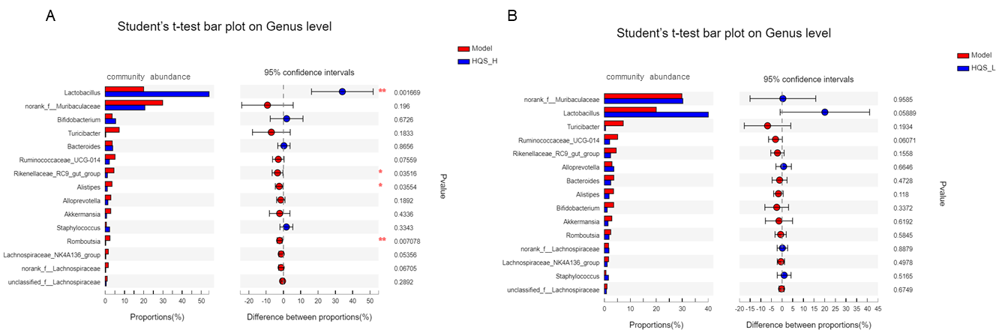 A
Student's t-test bar plot on Genus level
Model
HQS_H
community abundance
95% confidence intervals
Lactobacillus
** 0.001669
norank_f__Muribaculaceae
0.196
Bifidobacterium
0.6726
Turicibacter
0.1833
Bacteroides
0.8656
Ruminococcaceae_UCG-014
0.07559
Rikenellaceae_RC9_gut_group
* 0.03516
Alistipes
* 0.03554
Alloprevotella
0.1892
Akkermansia
0.4336
Staphylococcus
0.3343
Romboutsia
** 0.007078
Lachnospiraceae_NK4A136_group
0.05356
norank_f__Lachnospiraceae
0.06705
unclassified_f__Lachnospiraceae
0.2892
Pvalue
0 10 20 30 40 50
-20 -10 0 10 20 30 40 50
Proportions(%)
Difference between proportions(%)
B
Student's t-test bar plot on Genus level
Model
HQS_L
community abundance
95% confidence intervals
norank_f__Muribaculaceae
0.9585
Lactobacillus
0.05889
Turicibacter
0.1934
Ruminococcaceae_UCG-014
0.06071
Rikenellaceae_RC9_gut_group
0.1558
Alloprevotella
0.6646
Bacteroides
0.4728
Alistipes
0.118
Bifidobacterium
0.3372
Akkermansia
0.6192
Romboutsia
0.5845
norank_f__Lachnospiraceae
0.8879
Lachnospiraceae_NK4A136_group
0.4978
Staphylococcus
0.5165
unclassified_f__Lachnospiraceae
0.6749
Pvalue
0 10 20 30 40
-20 -15 -10 -5 0 5 10 15 20 25 30 35 40 45
Proportions(%)
Difference between proportions(%)